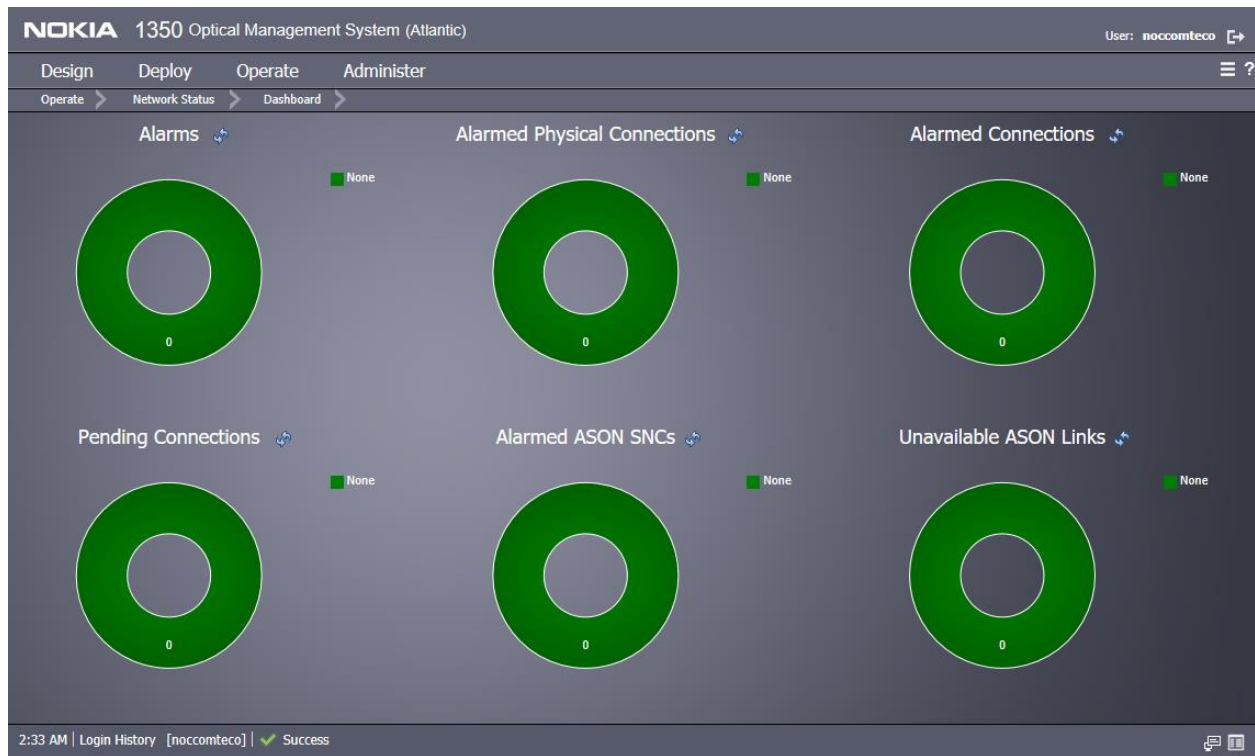 NOKIA 1350 Optical Management System (Atlantic)
User: noccomteco
Design Deploy Operate Administer
?
Operate Network Status Dashboard
Alarms
None
0
Alarmed Physical Connections
None
0
Alarmed Connections
None
0
Pending Connections
None
0
Alarmed ASON SNCs
None
0
Unavailable ASON Links
None
0
2:33 AM | Login History [noccomteco] | Success